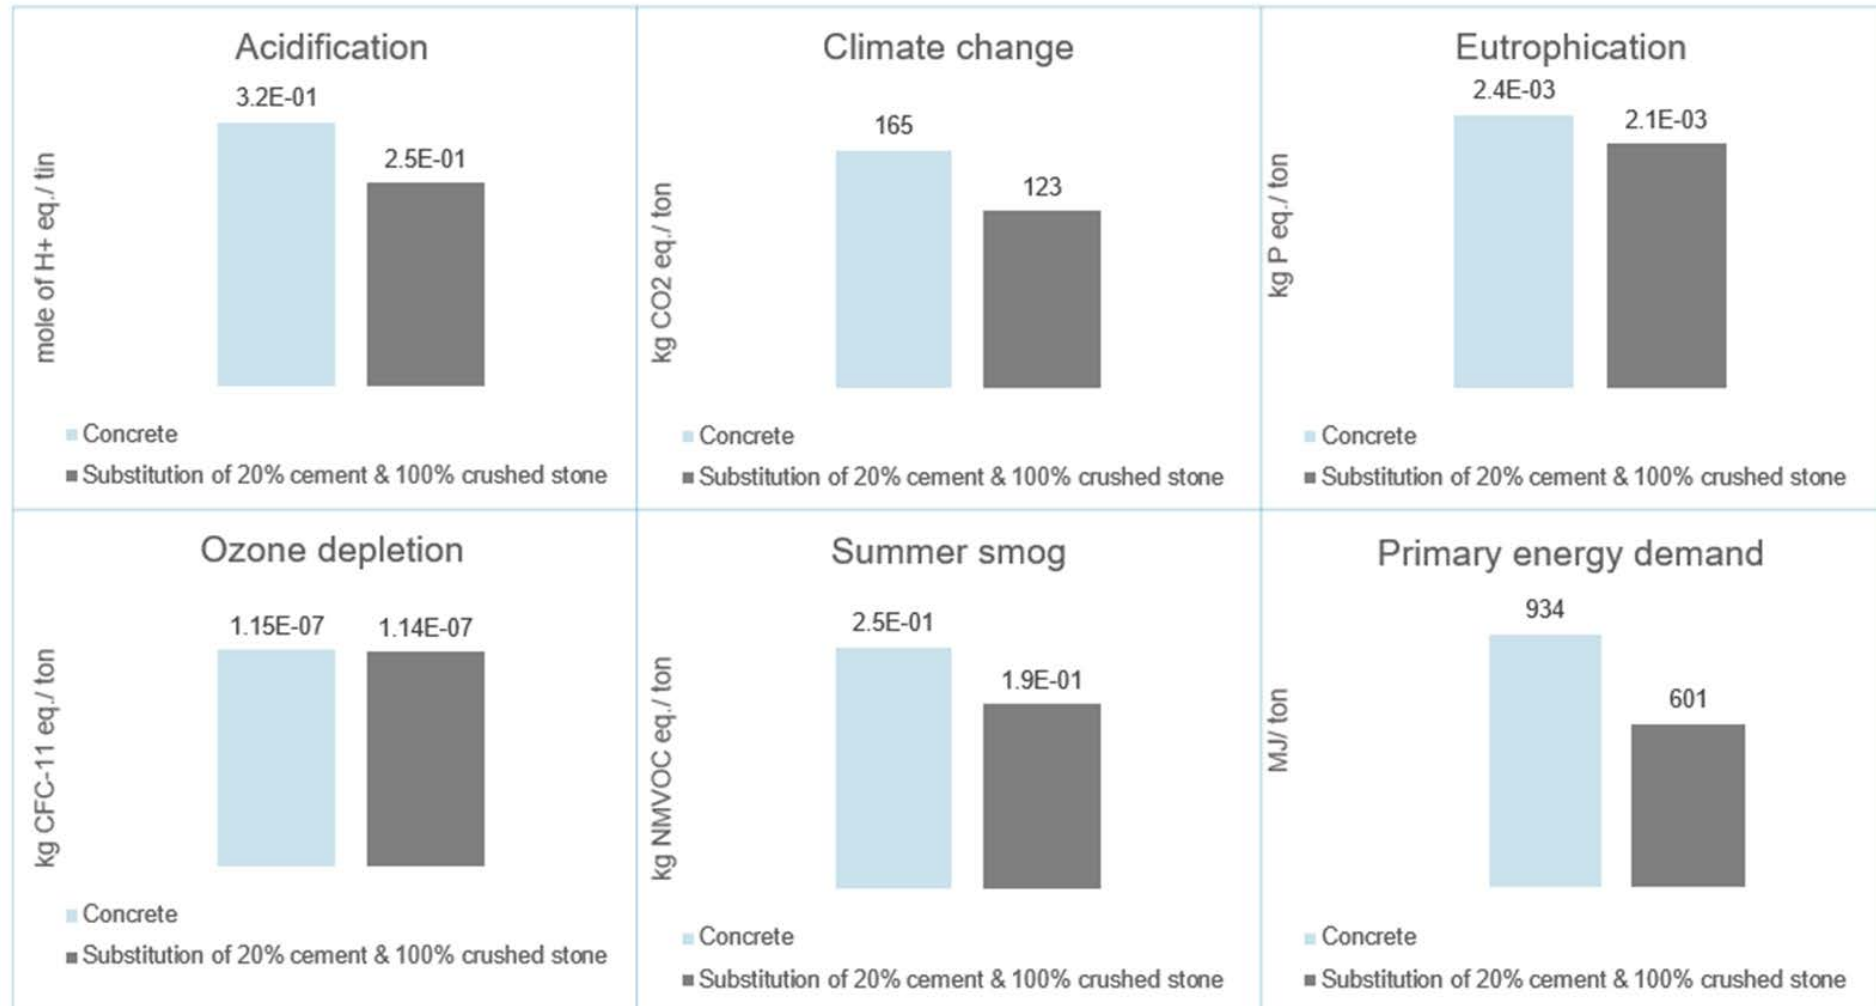 Acidification
3.2E-01
2.5E-01
mole of H+ eq./ tin
Concrete
Substitution of 20% cement & 100% crushed stone
Climate change
165
123
kg CO2 eq./ ton
Concrete
Substitution of 20% cement & 100% crushed stone
Eutrophication
2.4E-03
2.1E-03
kg P eq./ ton
Concrete
Substitution of 20% cement & 100% crushed stone
Ozone depletion
1.15E-07
1.14E-07
kg CFC-11 eq./ ton
Concrete
Substitution of 20% cement & 100% crushed stone
Summer smog
2.5E-01
1.9E-01
kg NMVOC eq./ ton
Concrete
Substitution of 20% cement & 100% crushed stone
Primary energy demand
934
601
MJ/ ton
Concrete
Substitution of 20% cement & 100% crushed stone